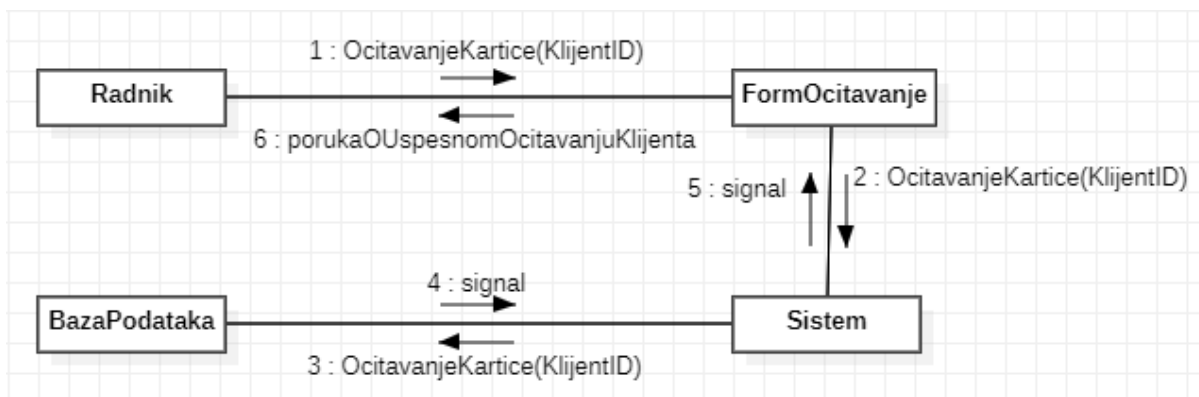 1 : OcitavanjeKartice(KlijentID)
Radnik
FormOcitavanje
6 : porukaOUspesnomOcitavanjuKlijenta
5 : signal
2 : OcitavanjeKartice(KlijentID)
4 : signal
BazaPodataka
Sistem
3 : OcitavanjeKartice(KlijentID)